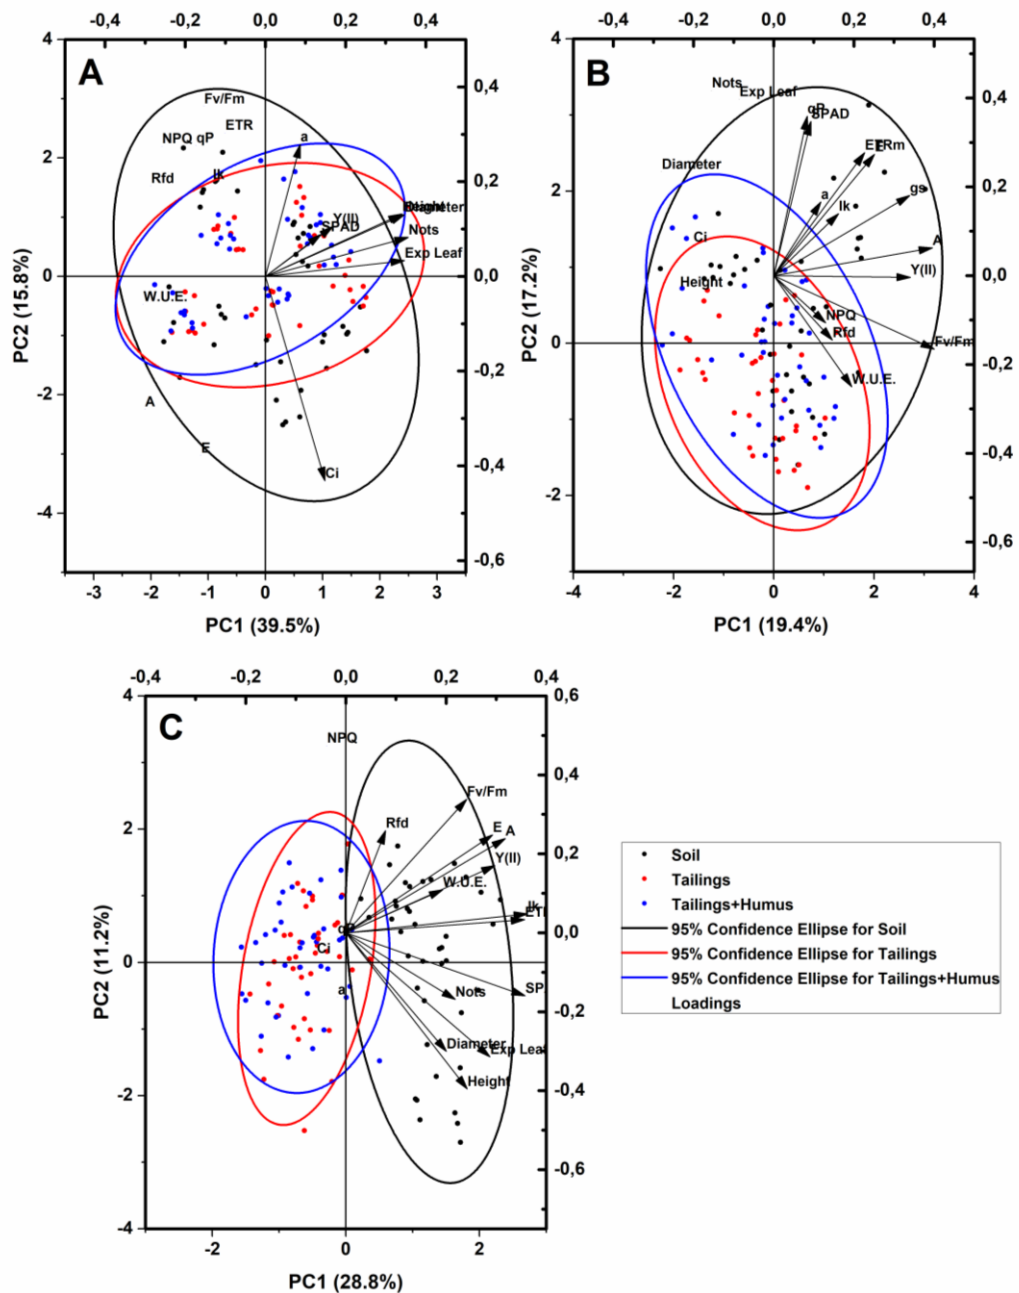 -0,4 -0,2 0,0 0,2 0,4
A
4
2
0
-2
-4
PC2 (15.8%)
0,4
0,2
0,0
-0,2
-0,4
-0,6
Fv/Fm
ETR
NPQ qP
a
Rfd
Ik
Diameter
Y(II)
SPAD
Nots
Exp Leaf
W.U.E.
A
E
Ci
-3 -2 -1 0 1 2 3
PC1 (39.5%)
-0,4 -0,2 0,0 0,2 0,4
B
4
2
0
-2
PC2 (17.2%)
0,4
0,2
0,0
-0,2
-0,4
-0,6
Nots
Exp Leaf
qP
SPAD
ETRm
E
Diameter
gs
a
Ik
Ci
A
Y(II)
Height
NPQ
Rfd
Fv/Fm
W.U.E.
-4 -2 0 2 4
PC1 (19.4%)
-0,4 -0,2 0,0 0,2 0,4
C
4
2
0
-2
-4
PC2 (11.2%)
0,6
0,4
0,2
0,0
-0,2
-0,4
-0,6
NPQ
Fv/Fm
Rfd
E A
Y(II)
W.U.E.
Ik
ET
qP
Ci
a
Nots
SP
Diameter
Exp Leaf
Height
-2 0 2
PC1 (28.8%)
Soil
Tailings
Tailings+Humus
95% Confidence Ellipse for Soil
95% Confidence Ellipse for Tailings
95% Confidence Ellipse for Tailings+Humus
Loadings